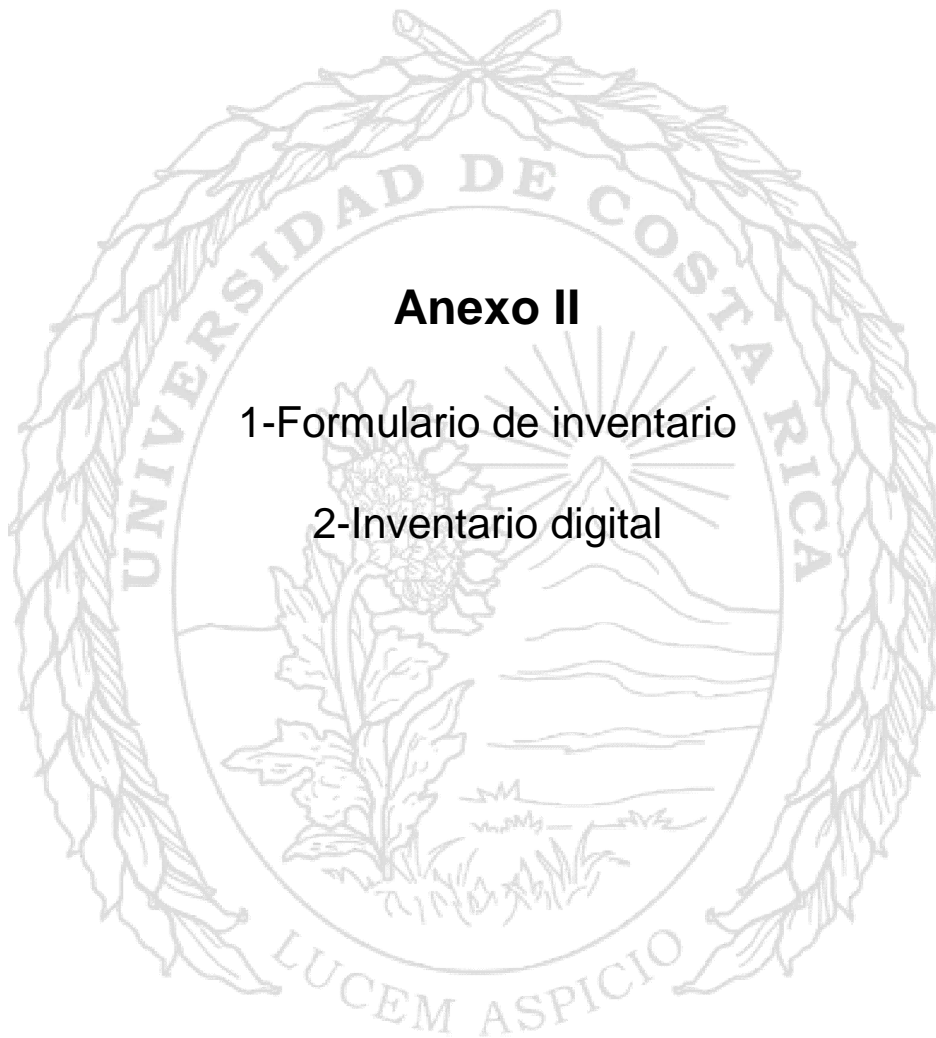 UNIVERSIDAD DE COSTA RICA
Anexo II
1-Formulario de inventario
2-Inventario digital
LUCEM ASPICIO